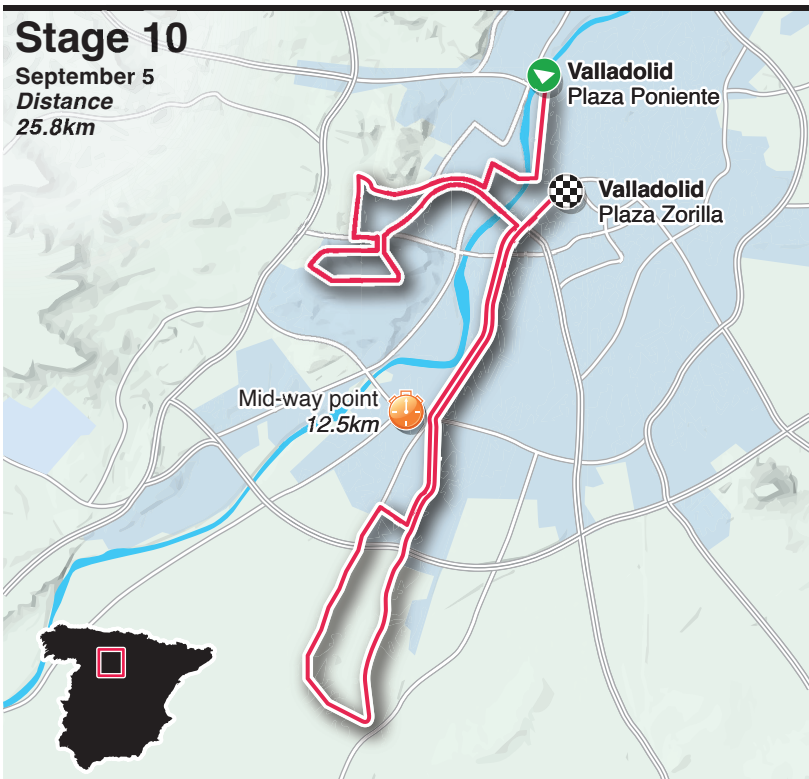 Stage 10
September 5
Distance
25.8km
Valladolid
Plaza Poniente
Valladolid
Plaza Zorilla
Mid-way point
12.5km